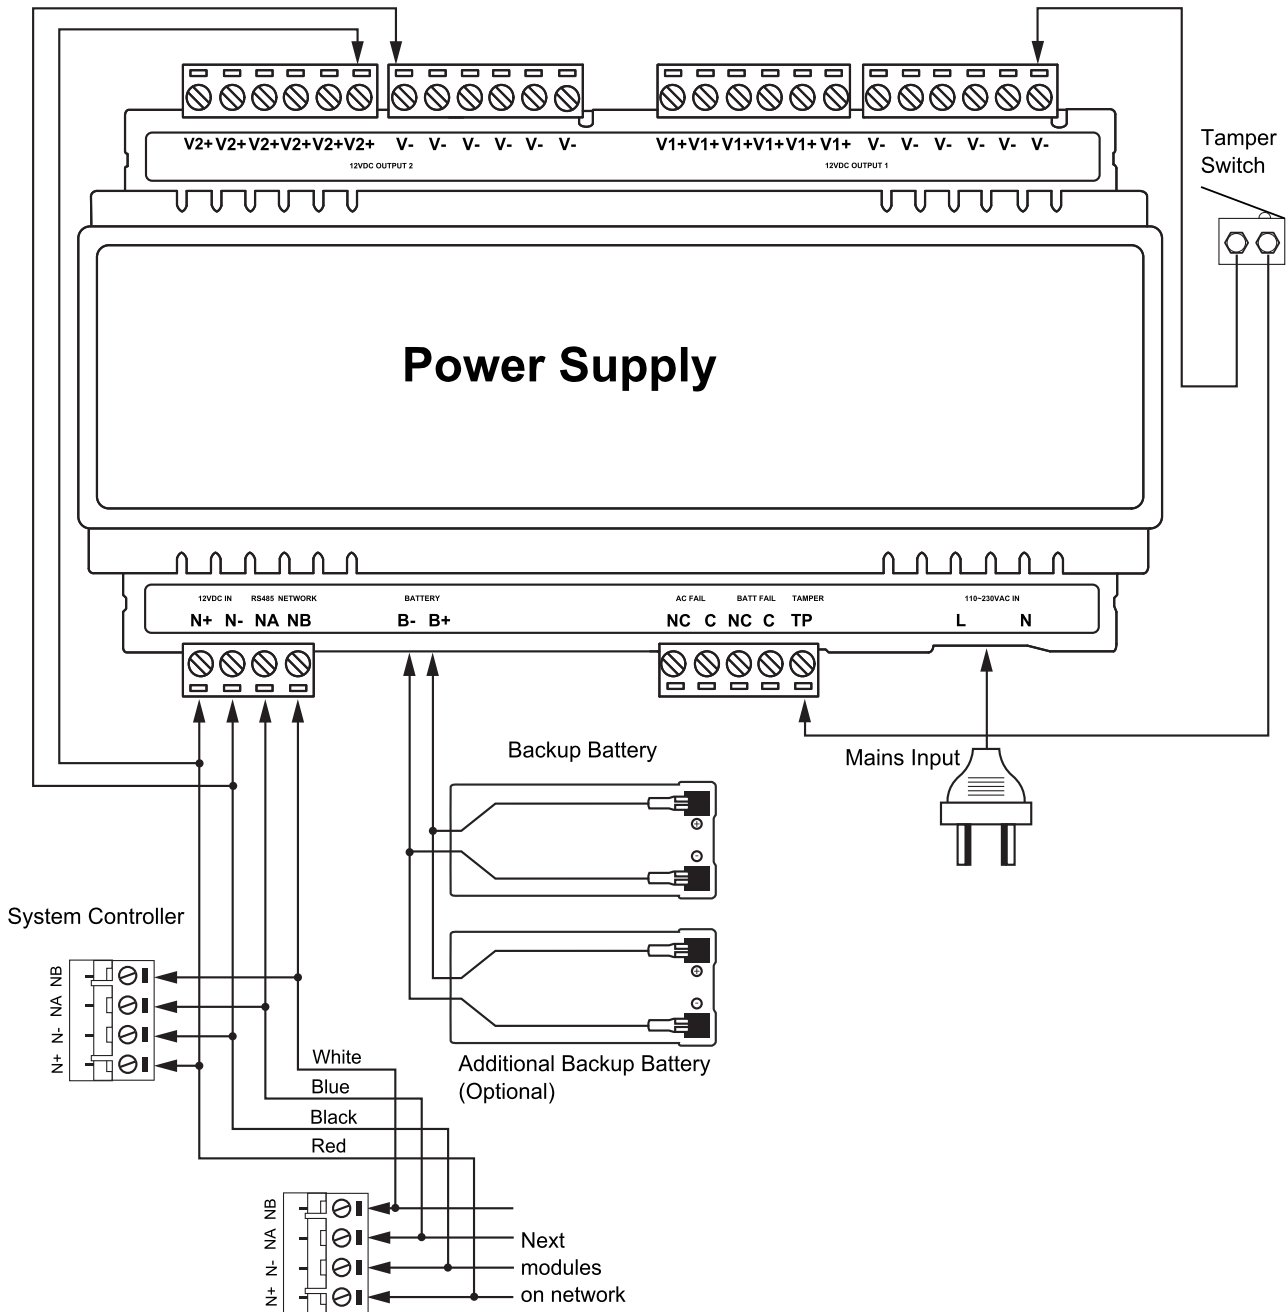 V2+ V2+ V2+ V2+ V2+ V2+ V- V- V- V- V- V-
12VDC OUTPUT 2
V1+ V1+ V1+ V1+ V1+ V1+ V- V- V- V- V- V-
12VDC OUTPUT 1
Tamper
Switch
Power Supply
12VDC IN RS485 NETWORK BATTERY AC FAIL BATT FAIL TAMPER 110~230VAC IN
N+ N- NA NB B- B+ NC C NC C TP L N
Backup Battery
Mains Input
+
-
System Controller
NB
NA
N-
N+
+
-
Additional Backup Battery
(Optional)
White
Blue
Black
Red
NB
NA
N-
N+
Next
modules
on network